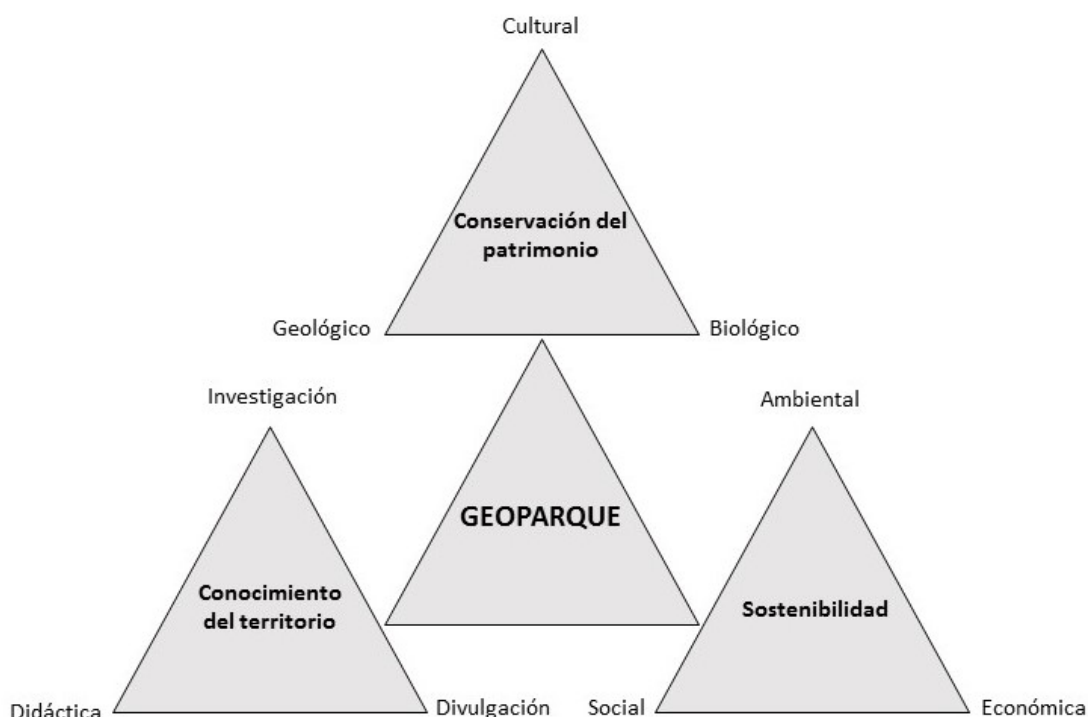 Cultural
Conservación del
patrimonio
Geológico
Biológico
Investigación
Ambiental
GEOPARQUE
Conocimiento
del territorio
Sostenibilidad
Didáctica
Divulgación
Social
Económica